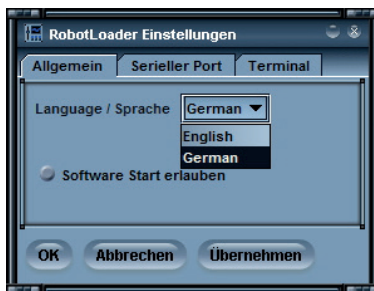 RobotLoader Einstellungen
Allgemein Serieller Port Terminal
Language / Sprache German
English
German
Software Start erlauben
OK Abbrechen Übernehmen